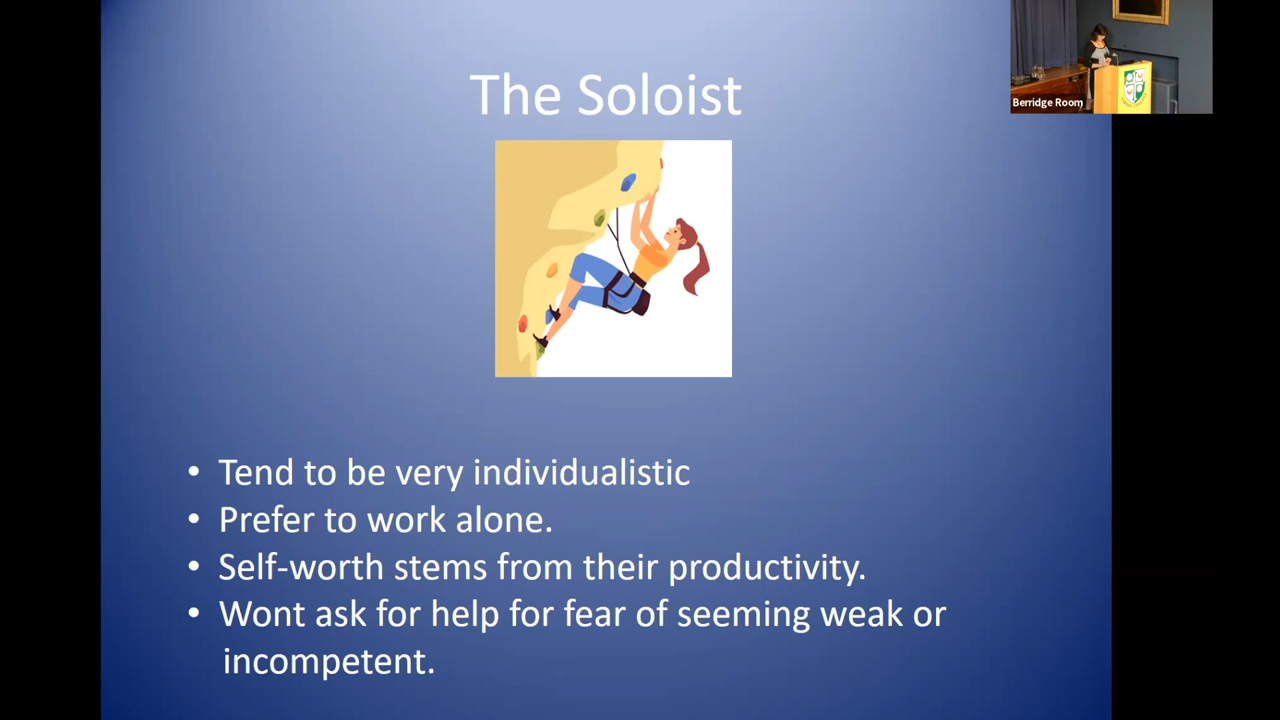 The Soloist
Berridge Room
• Tend to be very individualistic
• Prefer to work alone.
• Self-worth stems from their productivity.
• Wont ask for help for fear of seeming weak or
incompetent.